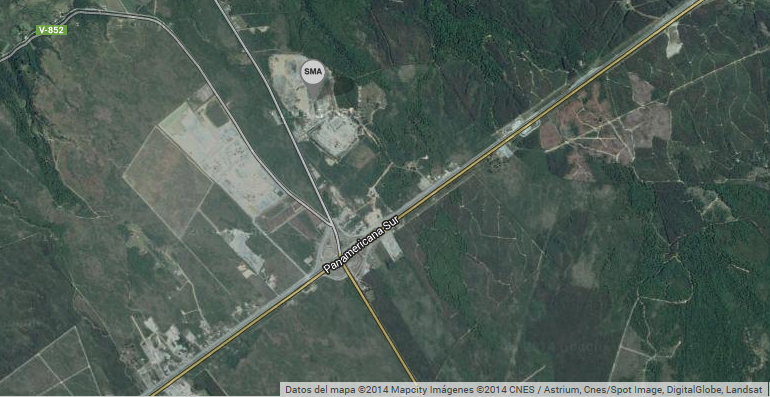 V-852
SMA
Panamericana Sur
Datos del mapa ©2014 Mapcity Imágenes ©2014 CNES / Astrium, Cnes/Spot Image, DigitalGlobe, Landsat